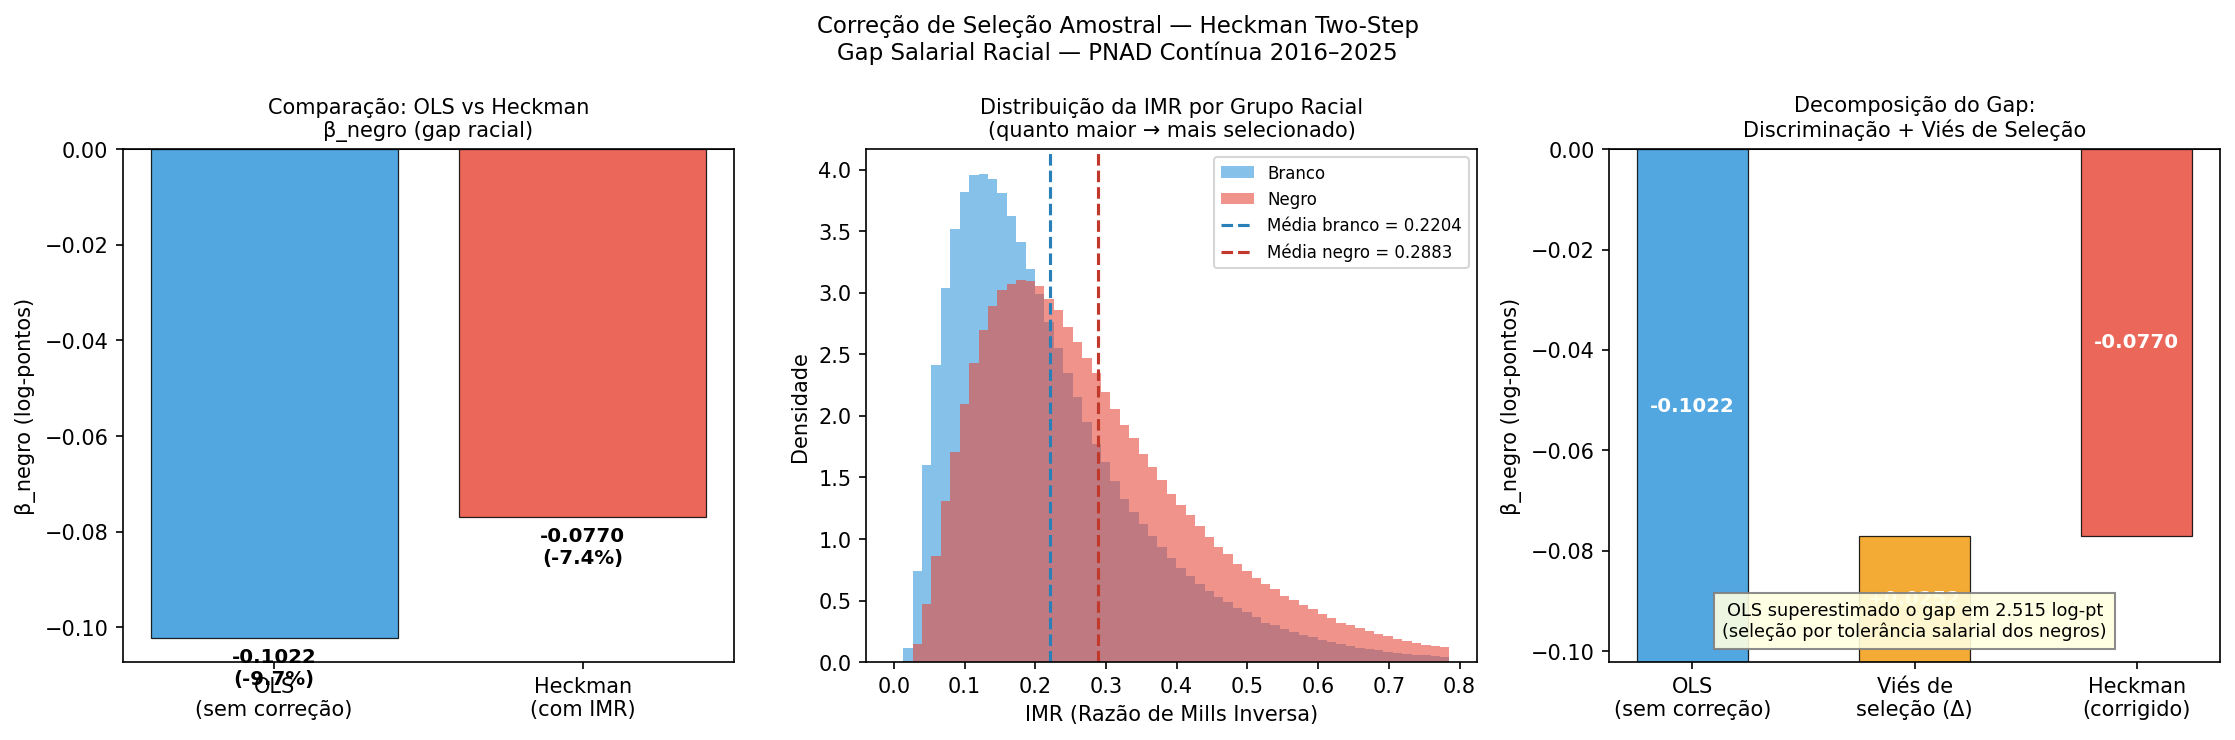 Correção de Seleção Amostral — Heckman Two-Step
Gap Salarial Racial — PNAD Contínua 2016–2025
Comparação: OLS vs Heckman
β_negro (gap racial)
β_negro (log-pontos)
0.00
−0.02
−0.04
−0.06
−0.08
−0.10
-0.1022
(-9.7%)
-0.0770
(-7.4%)
OLS
(sem correção)
Heckman
(com IMR)
Distribuição da IMR por Grupo Racial
(quanto maior → mais selecionado)
Densidade
4.0
3.5
3.0
2.5
2.0
1.5
1.0
0.5
0.0
Branco
Negro
Média branco = 0.2204
Média negro = 0.2883
0.0 0.1 0.2 0.3 0.4 0.5 0.6 0.7 0.8
IMR (Razão de Mills Inversa)
Decomposição do Gap:
Discriminação + Viés de Seleção
β_negro (log-pontos)
0.00
−0.02
−0.04
−0.06
−0.08
−0.10
-0.1022
-0.0770
OLS superestimado o gap em 2.515 log-pt
(seleção por tolerância salarial dos negros)
OLS
(sem correção)
Viés de
seleção (Δ)
Heckman
(corrigido)